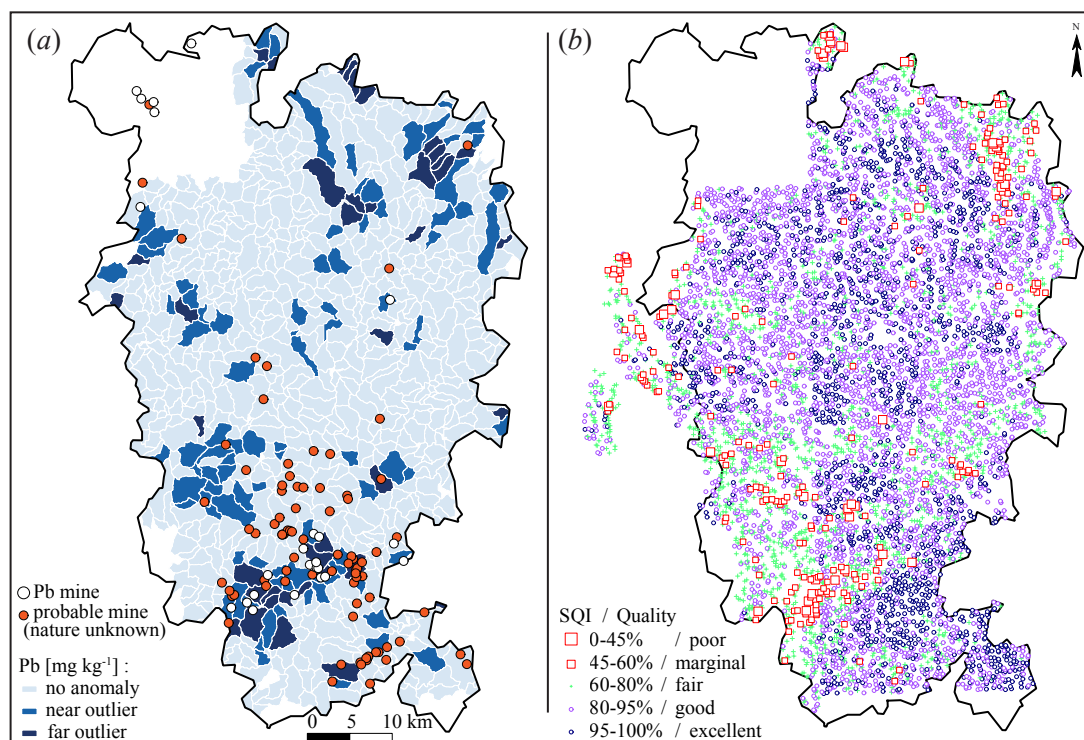 (a)
Pb mine
probable mine
(nature unknown)
Pb [mg kg⁻¹] :
no anomaly
near outlier
far outlier
0 5 10 km
(b)
N
SQI / Quality
0-45% / poor
45-60% / marginal
60-80% / fair
80-95% / good
95-100% / excellent